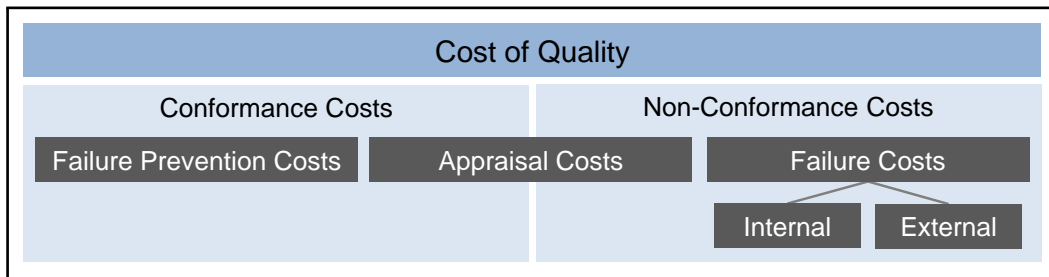 Cost of Quality
Conformance Costs
Non-Conformance Costs
Failure Prevention Costs
Appraisal Costs
Failure Costs
Internal
External